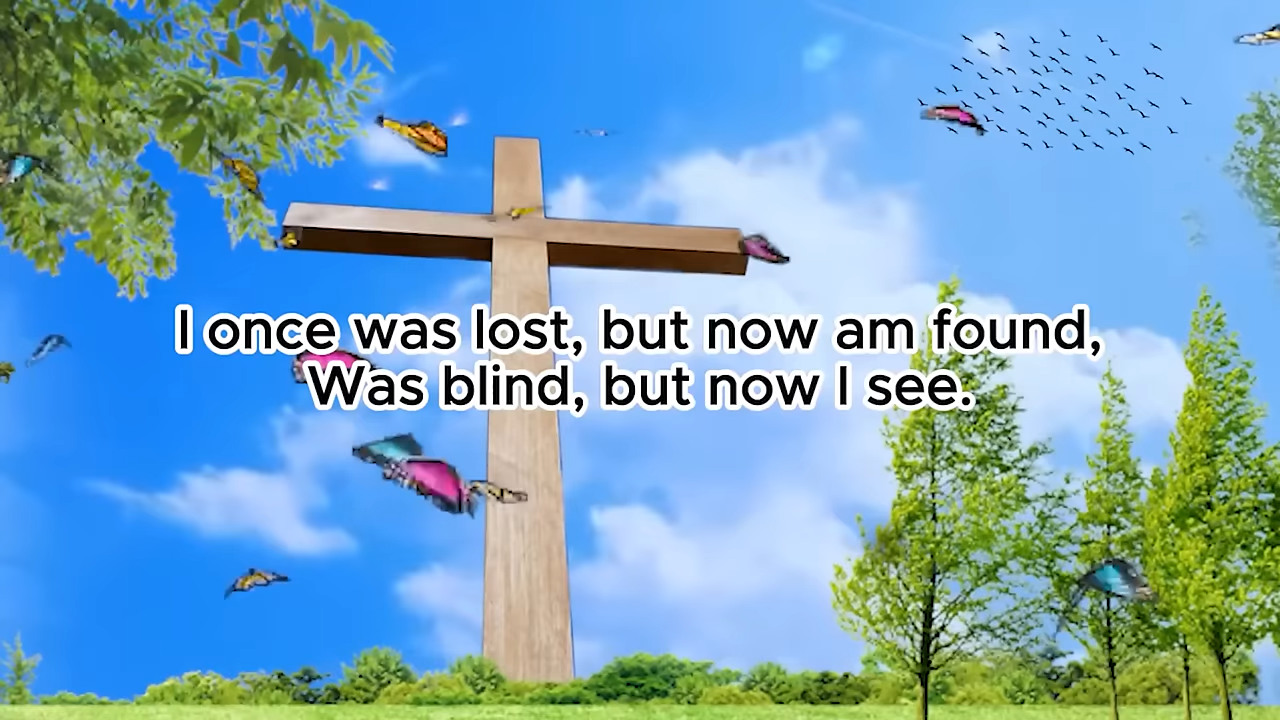 I once was lost, but now am found,
Was blind, but now I see.